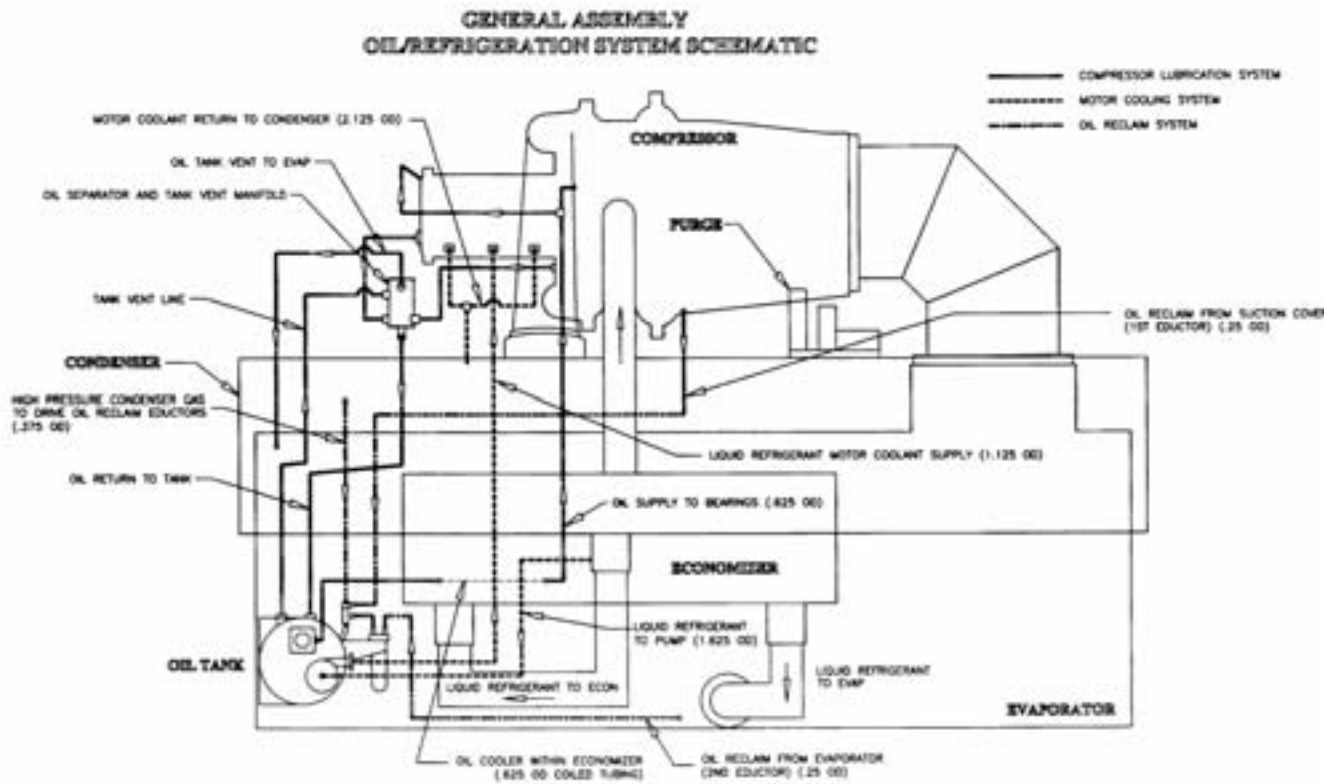 GENERAL ASSEMBLY
OIL/REFRIGERATION SYSTEM SCHEMATIC
COMPRESSOR LUBRICATION SYSTEM
MOTOR COOLING SYSTEM
OIL RECLAIM SYSTEM
MOTOR COOLANT RETURN TO CONDENSER (2.125 OD)
COMPRESSOR
OIL TANK VENT TO EVAP
OIL SEPARATOR AND TANK VENT MANIFOLD
PURGE
TANK VENT LINE
OIL RECLAIM FROM SUCTION COVER
(1ST EDUCTOR) (.25 OD)
CONDENSER
HIGH PRESSURE CONDENSER GAS
TO DRIVE OIL RECLAIM EDUCTORS
(.375 OD)
LIQUID REFRIGERANT MOTOR COOLANT SUPPLY (1.125 OD)
OIL RETURN TO TANK
OIL SUPPLY TO BEARINGS (.625 OD)
ECONOMIZER
LIQUID REFRIGERANT
TO PUMP (1.625 OD)
OIL TANK
LIQUID REFRIGERANT TO ECON
LIQUID REFRIGERANT
TO EVAP
EVAPORATOR
OIL COOLER WITHIN ECONOMIZER
(.625 OD COILED TUBING)
OIL RECLAIM FROM EVAPORATOR
(2ND EDUCTOR) (.25 OD)